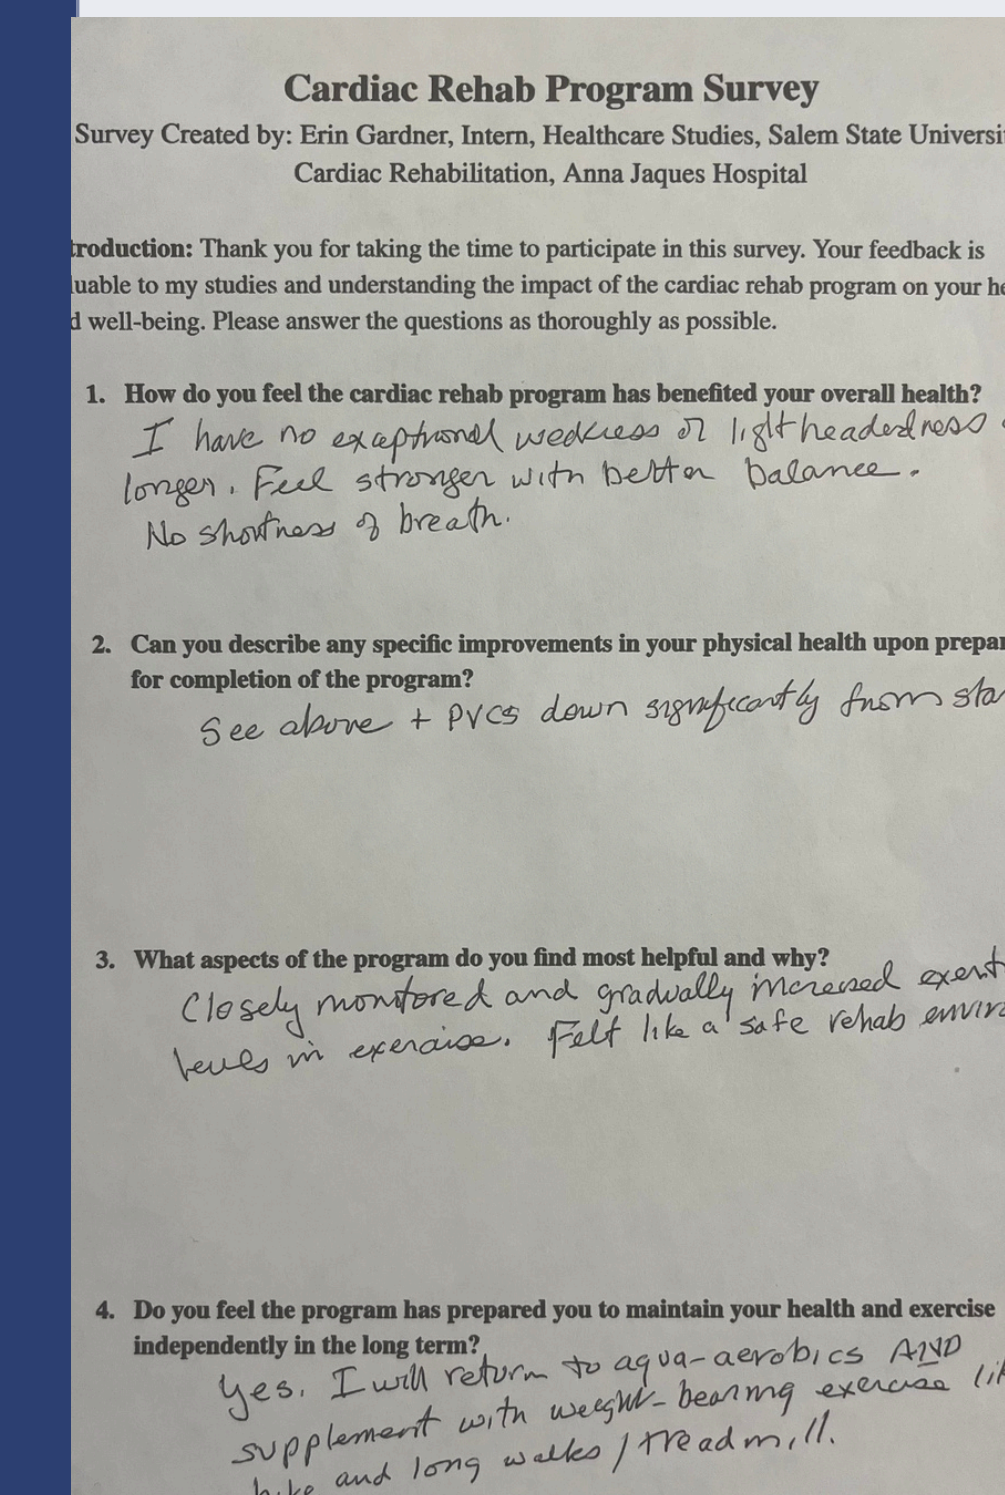 Cardiac Rehab Program Survey
Survey Created by: Erin Gardner, Intern, Healthcare Studies, Salem State Universi
Cardiac Rehabilitation, Anna Jaques Hospital
troduction: Thank you for taking the time to participate in this survey. Your feedback is
luable to my studies and understanding the impact of the cardiac rehab program on your he
d well-being. Please answer the questions as thoroughly as possible.
1. How do you feel the cardiac rehab program has benefited your overall health?
I have no exceptional weakness or lightheadedness
longer. Feel stronger with better balance.
No shortness of breath.
2. Can you describe any specific improvements in your physical health upon prepar
for completion of the program?
See above + PVCs down significantly from sta
3. What aspects of the program do you find most helpful and why?
Closely monitored and gradually increased exert
levels in exercise. Felt like a safe rehab enviro
4. Do you feel the program has prepared you to maintain your health and exercise
independently in the long term?
Yes. I will return to aqua-aerobics AND
supplement with weight-bearing exercise lik
bike and long walks / treadmill.